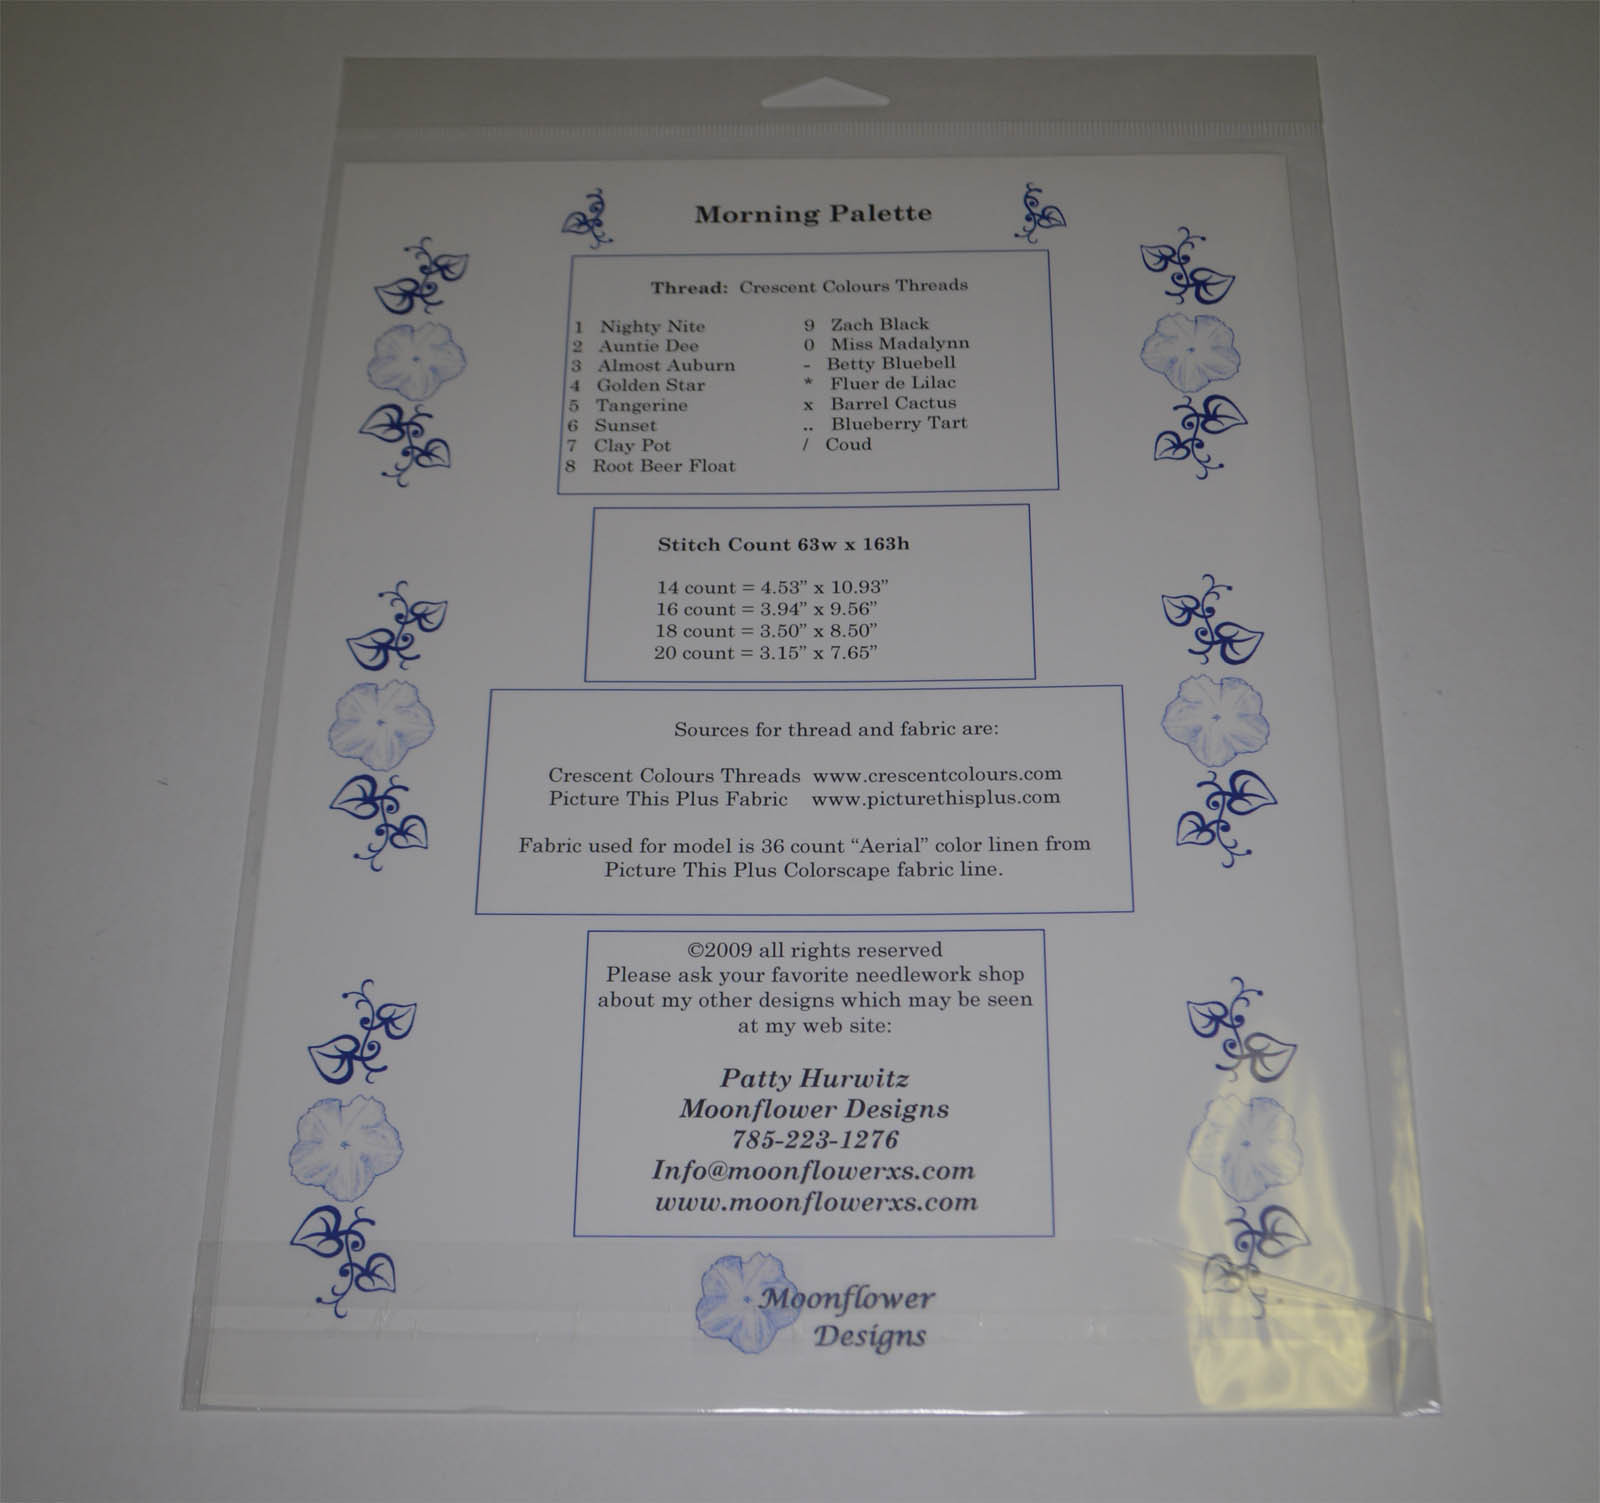 Morning Palette
Thread: Crescent Colours Threads
1 Nighty Nite
2 Auntie Dee
3 Almost Auburn
4 Golden Star
5 Tangerine
6 Sunset
7 Clay Pot
8 Root Beer Float
9 Zach Black
0 Miss Madalynn
- Betty Bluebell
* Fluer de Lilac
x Barrel Cactus
.. Blueberry Tart
/ Coud
Stitch Count 63w x 163h
14 count = 4.53” x 10.93”
16 count = 3.94” x 9.56”
18 count = 3.50” x 8.50”
20 count = 3.15” x 7.65”
Sources for thread and fabric are:
Crescent Colours Threads www.crescentcolours.com
Picture This Plus Fabric www.picturethisplus.com
Fabric used for model is 36 count “Aerial” color linen from
Picture This Plus Colorscape fabric line.
©2009 all rights reserved
Please ask your favorite needlework shop
about my other designs which may be seen
at my web site:
Patty Hurwitz
Moonflower Designs
785-223-1276
Info@moonflowerxs.com
www.moonflowerxs.com
Moonflower
Designs